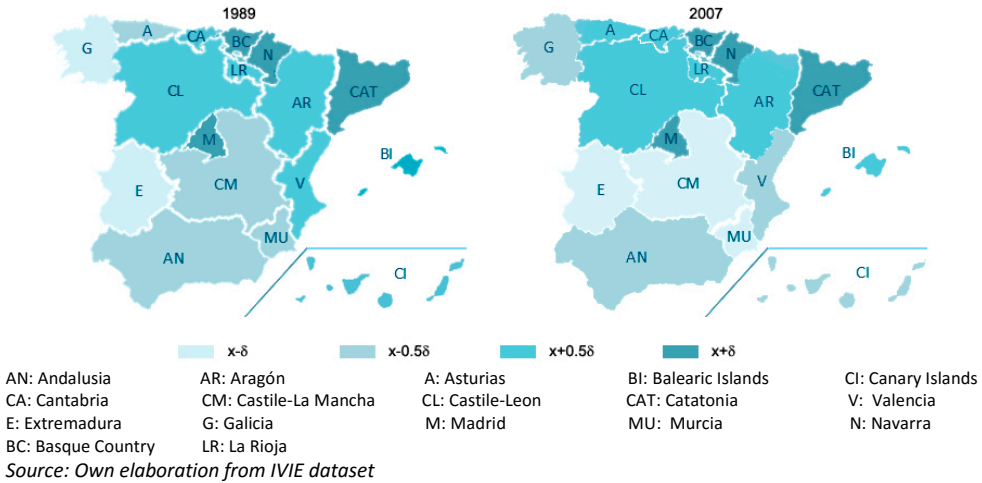 1989
G
A
CA
BC
N
LR
CL
AR
CAT
M
BI
E
CM
V
MU
AN
CI
2007
G
A
CA
BC
N
LR
CL
AR
CAT
M
BI
E
CM
V
MU
AN
CI
x-δ x-0.5δ x+0.5δ x+δ
AN: Andalusia AR: Aragón A: Asturias BI: Balearic Islands CI: Canary Islands
CA: Cantabria CM: Castile-La Mancha CL: Castile-Leon CAT: Catatonia V: Valencia
E: Extremadura G: Galicia M: Madrid MU: Murcia N: Navarra
BC: Basque Country LR: La Rioja
Source: Own elaboration from IVIE dataset